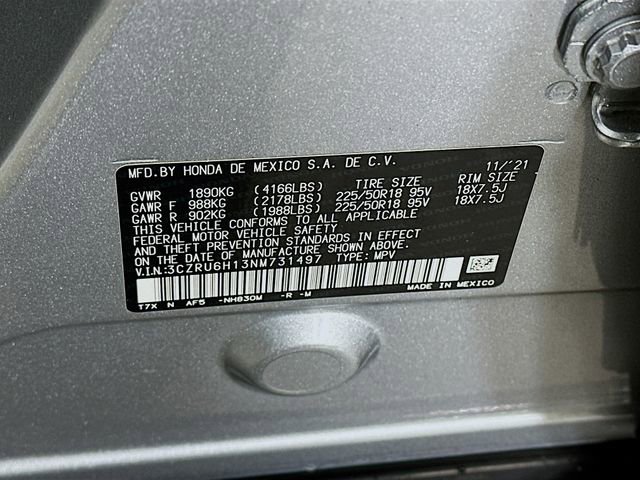 MFD.BY HONDA DE MEXICO S.A. DE C.V. 11/'21
GVWR 1890KG (4166LBS) TIRE SIZE RIM SIZE
GAWR F 988KG (2178LBS) 225/50R18 95V 18X7.5J
GAWR R 902KG (1988LBS) 225/50R18 95V 18X7.5J
THIS VEHICLE CONFORMS TO ALL APPLICABLE
FEDERAL MOTOR VEHICLE SAFETY
AND THEFT PREVENTION STANDARDS IN EFFECT
ON THE DATE OF MANUFACTURE SHOWN ABOVE.
V.I.N:3CZRU6H13NM731497 TYPE: MPV
T7X N AF5 -NH830M -R -M MADE IN MEXICO